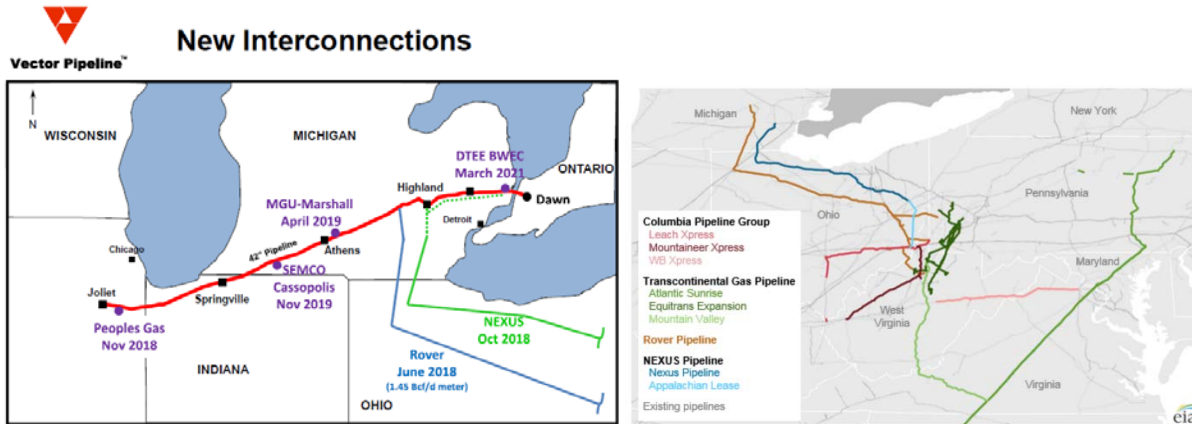 New Interconnections
Vector Pipeline™
N
WISCONSIN
MICHIGAN
DTEE BWEC
March 2021
ONTARIO
Highland
Dawn
MGU-Marshall
April 2019
Detroit
Chicago
42" Pipeline
Athens
SEMCO
Cassopolis
Nov 2019
Joliet
Springville
Peoples Gas
Nov 2018
NEXUS
Oct 2018
Rover
June 2018
(1.45 Bcf/d meter)
INDIANA
OHIO
Michigan
New York
Pennsylvania
Ohio
Maryland
West
Virginia
Virginia
Columbia Pipeline Group
Leach Xpress
Mountaineer Xpress
WB Xpress
Transcontinental Gas Pipeline
Atlantic Sunrise
Equitrans Expansion
Mountain Valley
Rover Pipeline
NEXUS Pipeline
Nexus Pipeline
Appalachian Lease
Existing pipelines
eia